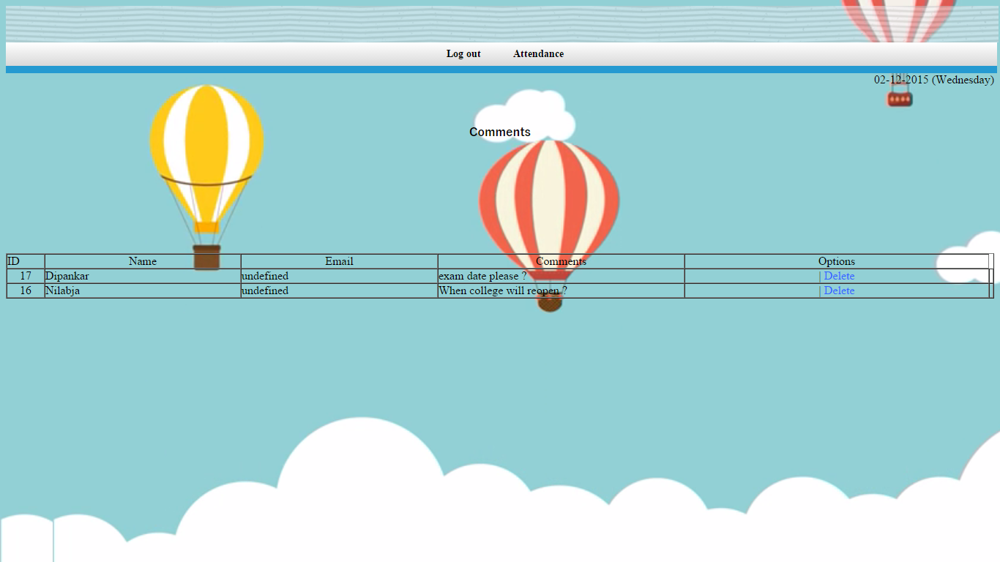 Log out Attendance
02-12-2015 (Wednesday)
Comments
ID Name Email Comments Options
17 Dipankar undefined exam date please ? | Delete
16 Nilabja undefined When college will reopen ? | Delete